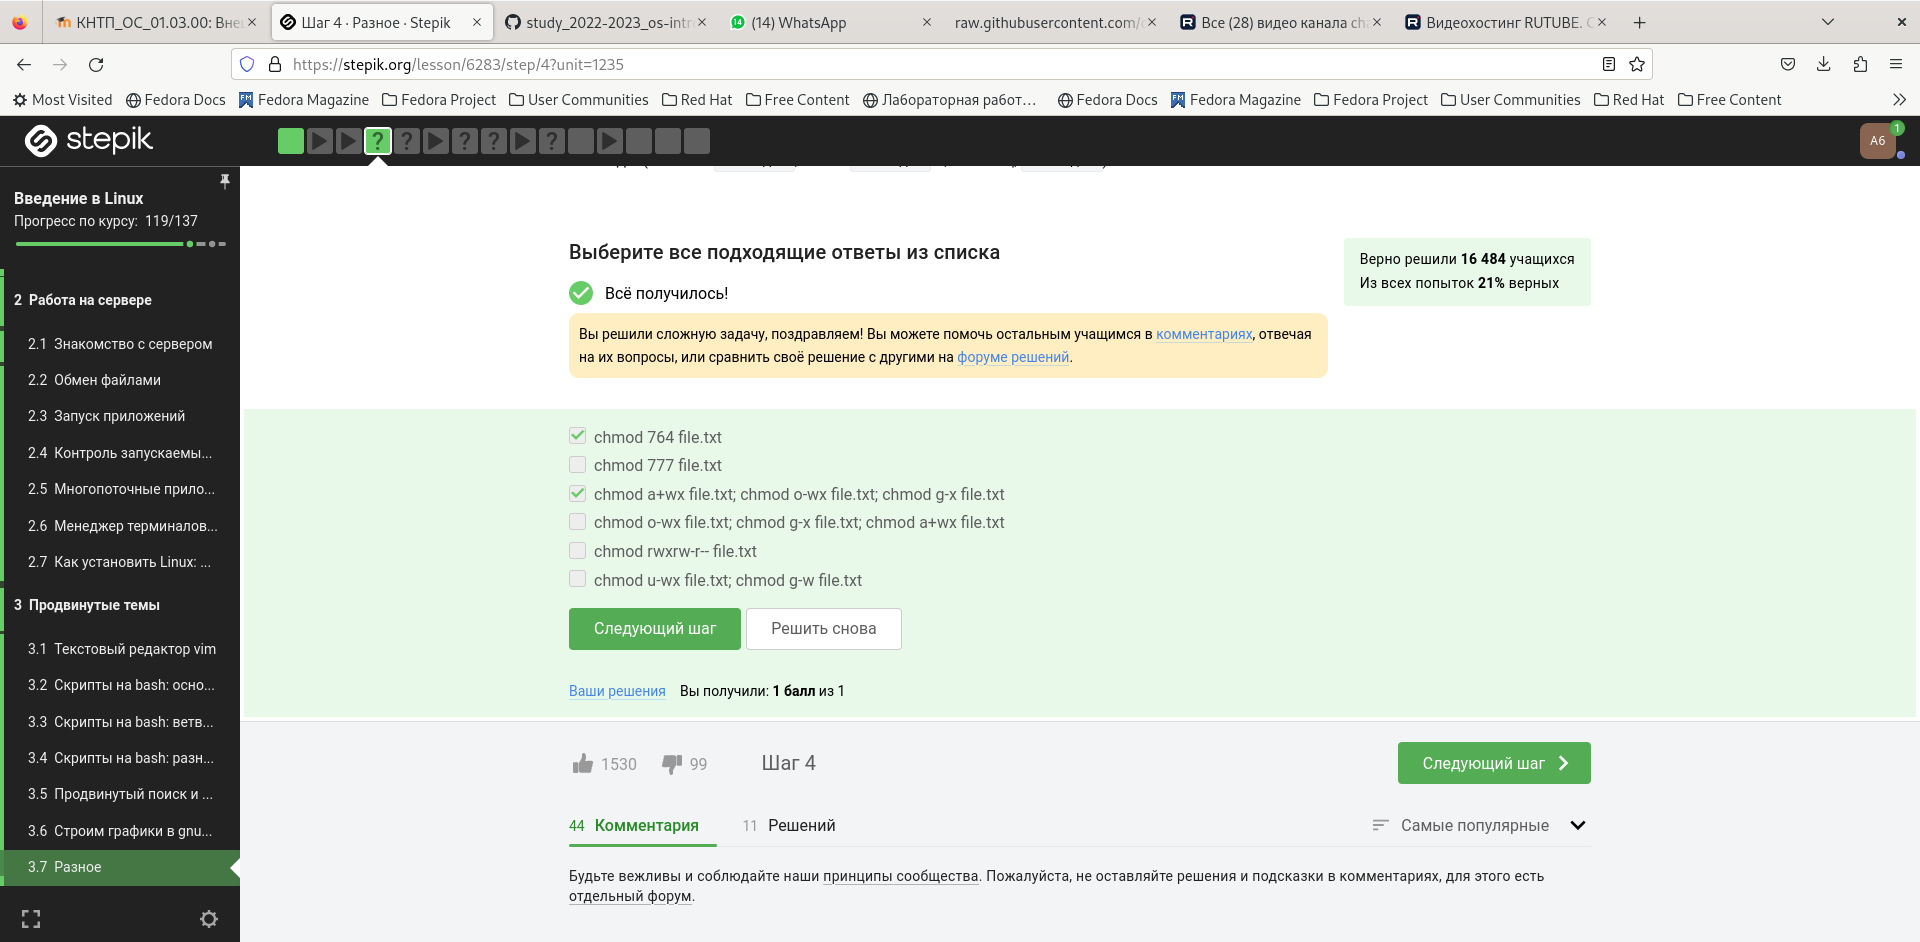 КНТП_ОС_01.03.00: Вне
Шаг 4 · Разное · Stepik
study_2022-2023_os-intr
(14) WhatsApp
raw.githubusercontent.com/
Все (28) видео канала cha
Видеохостинг RUTUBE. С
https://stepik.org/lesson/6283/step/4?unit=1235
Most Visited
Fedora Docs
Fedora Magazine
Fedora Project
User Communities
Red Hat
Free Content
Лабораторная работ…
Fedora Docs
Fedora Magazine
Fedora Project
User Communities
Red Hat
Free Content
stepik
A6
1
Введение в Linux
Прогресс по курсу: 119/137
2 Работа на сервере
2.1 Знакомство с сервером
2.2 Обмен файлами
2.3 Запуск приложений
2.4 Контроль запускаемы...
2.5 Многопоточные прило...
2.6 Менеджер терминалов...
2.7 Как установить Linux: ...
3 Продвинутые темы
3.1 Текстовый редактор vim
3.2 Скрипты на bash: осно...
3.3 Скрипты на bash: ветв...
3.4 Скрипты на bash: разн...
3.5 Продвинутый поиск и ...
3.6 Строим графики в gnu...
3.7 Разное
Выберите все подходящие ответы из списка
Всё получилось!
Верно решили 16 484 учащихся
Из всех попыток 21% верных
Вы решили сложную задачу, поздравляем! Вы можете помочь остальным учащимся в комментариях, отвечая
на их вопросы, или сравнить своё решение с другими на форуме решений.
chmod 764 file.txt
chmod 777 file.txt
chmod a+wx file.txt; chmod o-wx file.txt; chmod g-x file.txt
chmod o-wx file.txt; chmod g-x file.txt; chmod a+wx file.txt
chmod rwxrw-r-- file.txt
chmod u-wx file.txt; chmod g-w file.txt
Следующий шаг
Решить снова
Ваши решения Вы получили: 1 балл из 1
1530
99
Шаг 4
Следующий шаг
44 Комментария
11 Решений
Самые популярные
Будьте вежливы и соблюдайте наши принципы сообщества. Пожалуйста, не оставляйте решения и подсказки в комментариях, для этого есть
отдельный форум.